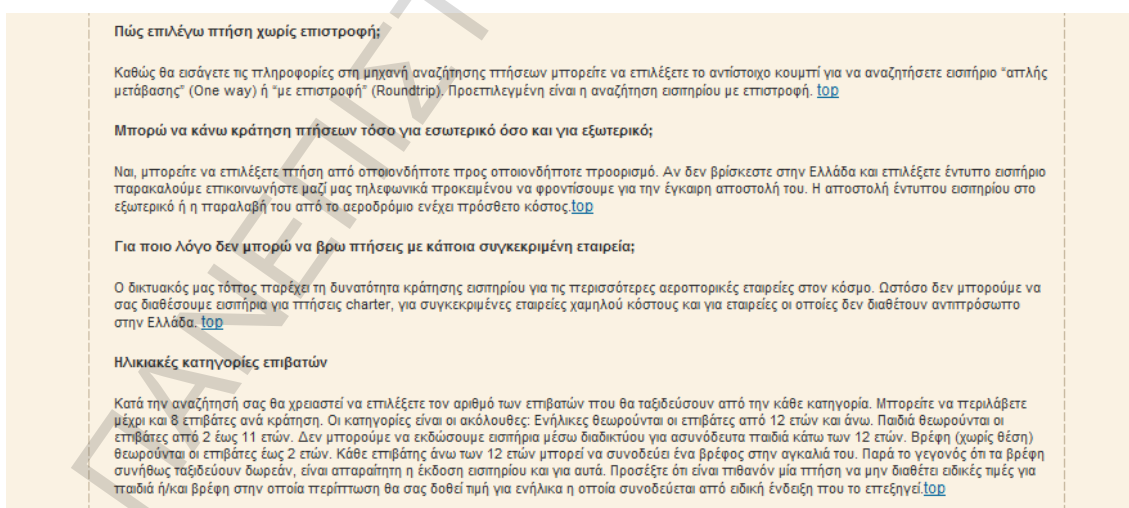 Πώς επιλέγω πτήση χωρίς επιστροφή;
Καθώς θα εισάγετε τις πληροφορίες στη μηχανή αναζήτησης πτήσεων μπορείτε να επιλέξετε το αντίστοιχο κουμπί για να αναζητήσετε εισιτήριο "απλής
μετάβασης" (One way) ή "με επιστροφή" (Roundtrip). Προεπιλεγμένη είναι η αναζήτηση εισιτηρίου με επιστροφή. top
Μπορώ να κάνω κράτηση πτήσεων τόσο για εσωτερικό όσο και για εξωτερικό;
Ναι, μπορείτε να επιλέξετε πτήση από οποιονδήποτε προς οποιονδήποτε προορισμό. Αν δεν βρίσκεστε στην Ελλάδα και επιλέξετε έντυπο εισιτήριο
παρακαλούμε επικοινωνήστε μαζί μας τηλεφωνικά προκειμένου να φροντίσουμε για την έγκαιρη αποστολή του. Η αποστολή έντυπου εισιτηρίου στο
εξωτερικό ή η παραλαβή του από το αεροδρόμιο ενέχει πρόσθετο κόστος.top
Για ποιο λόγο δεν μπορώ να βρω πτήσεις με κάποια συγκεκριμένη εταιρεία;
Ο δικτυακός μας τόπος παρέχει τη δυνατότητα κράτησης εισιτηρίου για τις περισσότερες αεροπορικές εταιρείες στον κόσμο. Ωστόσο δεν μπορούμε να
σας διαθέσουμε εισιτήρια για πτήσεις charter, για συγκεκριμένες εταιρείες χαμηλού κόστους και για εταιρείες οι οποίες δεν διαθέτουν αντιπρόσωπο
στην Ελλάδα. top
Ηλικιακές κατηγορίες επιβατών
Κατά την αναζήτησή σας θα χρειαστεί να επιλέξετε τον αριθμό των επιβατών που θα ταξιδεύσουν από την κάθε κατηγορία. Μπορείτε να περιλάβετε
μέχρι και 8 επιβάτες ανά κράτηση. Οι κατηγορίες είναι οι ακόλουθες: Ενήλικες θεωρούνται οι επιβάτες από 12 ετών και άνω. Παιδιά θεωρούνται οι
επιβάτες από 2 έως 11 ετών. Δεν μπορούμε να εκδώσουμε εισιτήρια μέσω διαδικτύου για ασυνόδευτα παιδιά κάτω των 12 ετών. Βρέφη (χωρίς θέση)
θεωρούνται οι επιβάτες έως 2 ετών. Κάθε επιβάτης άνω των 12 ετών μπορεί να συνοδεύει ένα βρέφος στην αγκαλιά του. Παρά το γεγονός ότι τα βρέφη
συνήθως ταξιδεύουν δωρεάν, είναι απαραίτητη η έκδοση εισιτηρίου και για αυτά. Προσέξτε ότι είναι πιθανόν μία πτήση να μην διαθέτει ειδικές τιμές για
παιδιά ή/και βρέφη στην οποία περίπτωση θα σας δοθεί τιμή για ενήλικα η οποία συνοδεύεται από ειδική ένδειξη που το επεξηγεί.top
ΠΑΝΕΠΙΣΤ